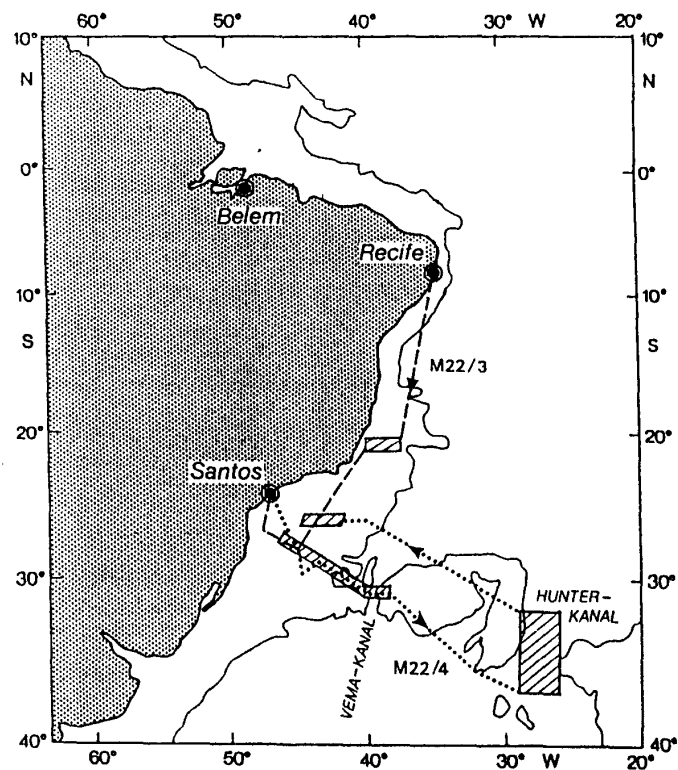 60° 50° 40° 30° W 20°
10° 10°
N N
0° 0°
Belem
Recife
10° 10°
S S
M22/3
20° 20°
Santos
30° 30°
HUNTER-
KANAL
VEMA-KANAL
M22/4
40° 40°
60° 50° 40° 30° W 20°